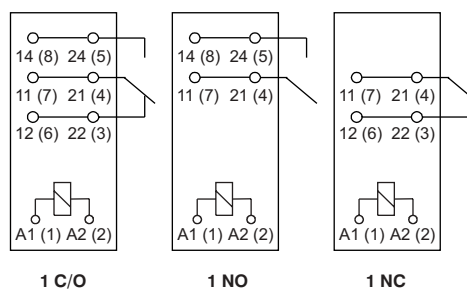 14 (8) 24 (5)
11 (7) 21 (4)
12 (6) 22 (3)
A1 (1) A2 (2)
1 C/O
14 (8) 24 (5)
11 (7) 21 (4)
A1 (1) A2 (2)
1 NO
11 (7) 21 (4)
12 (6) 22 (3)
A1 (1) A2 (2)
1 NC